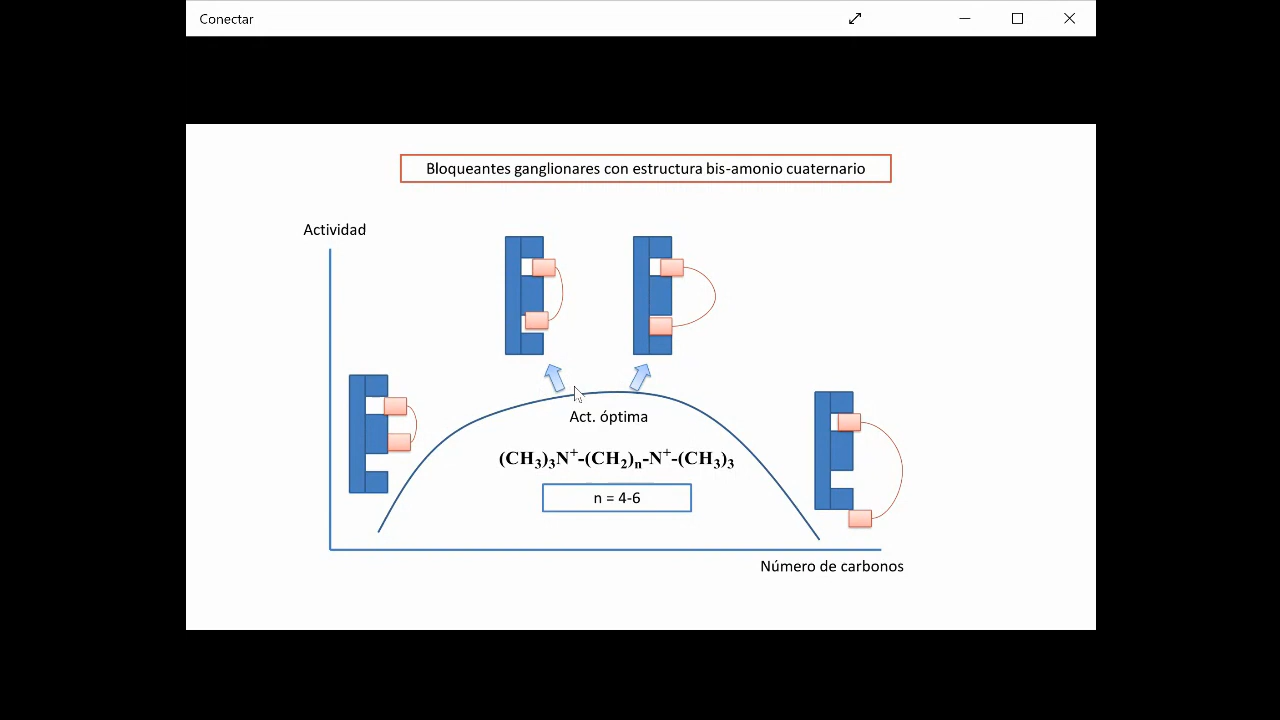 Conectar
Bloqueantes ganglionares con estructura bis-amonio cuaternario
Actividad
Act. óptima
(CH₃)₃N⁺-(CH₂)ₙ-N⁺-(CH₃)₃
n = 4-6
Número de carbonos